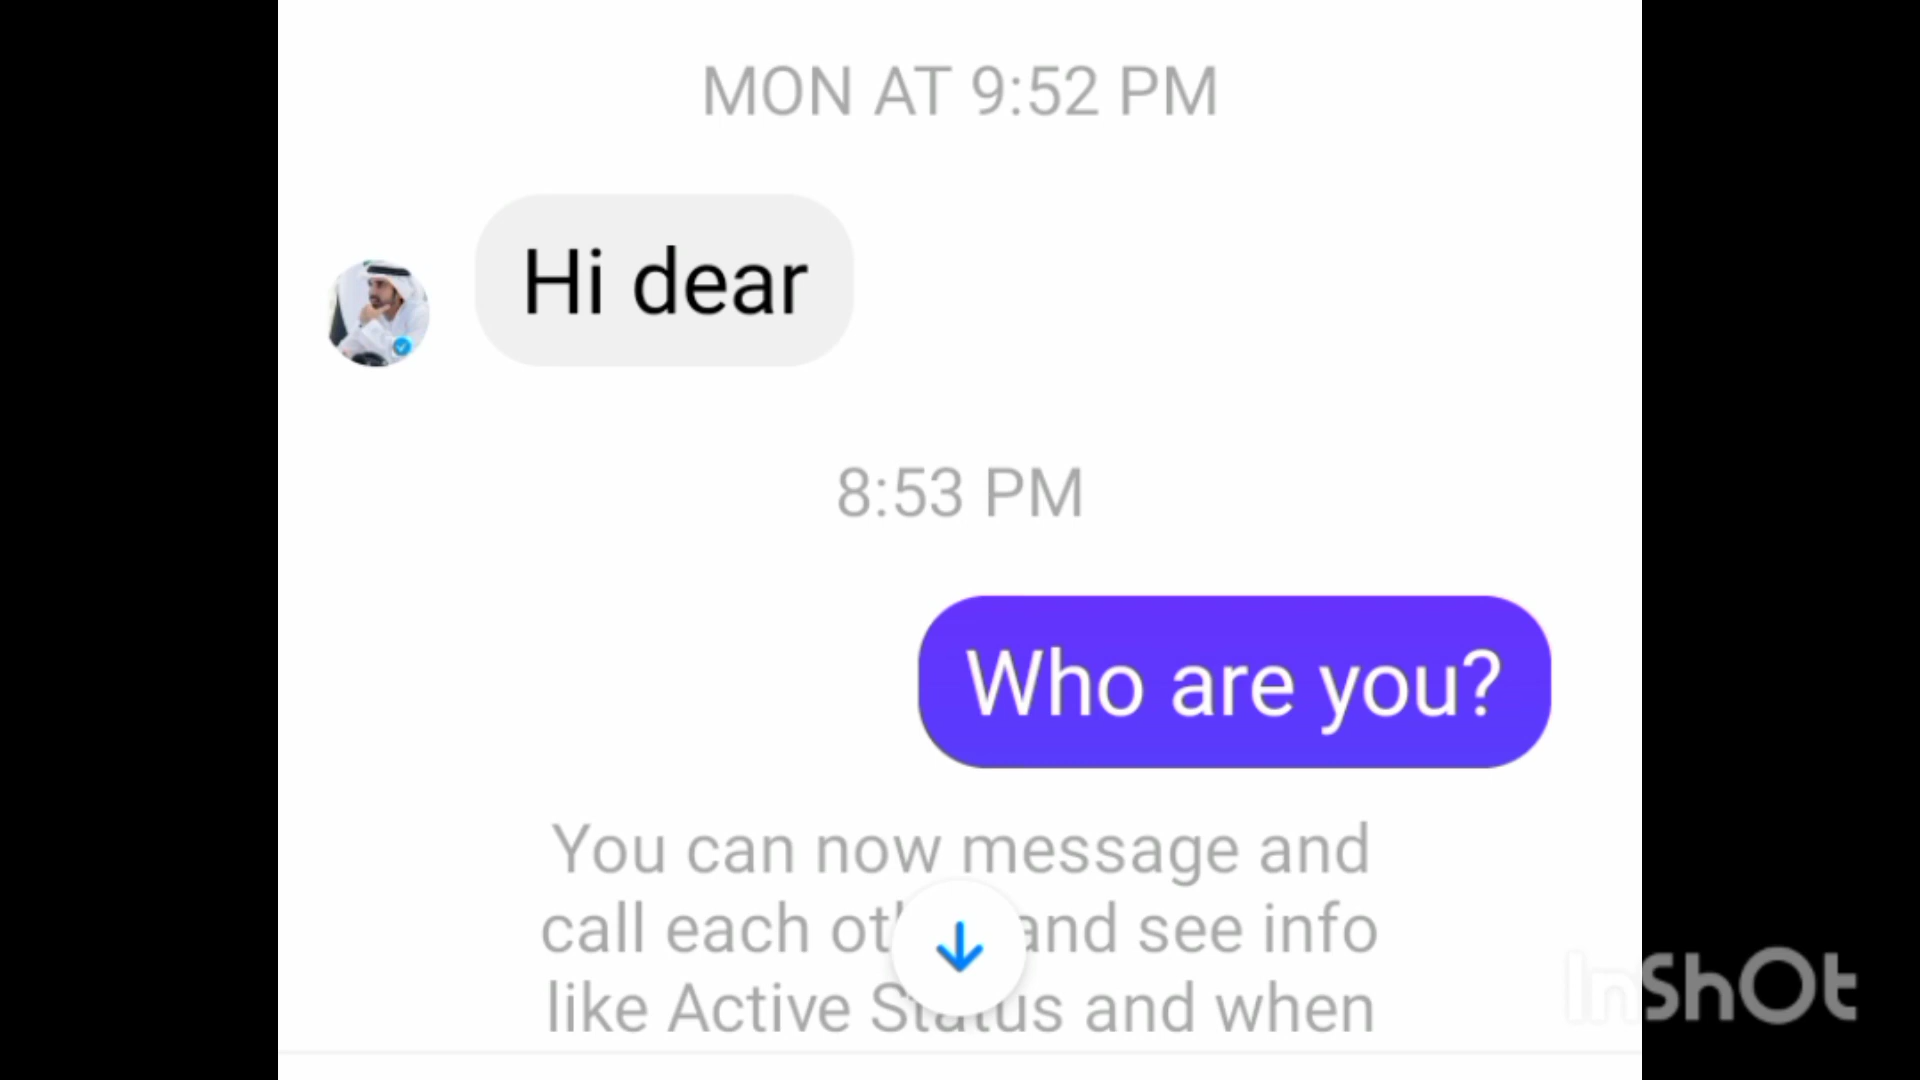 MON AT 9:52 PM
Hi dear
8:53 PM
Who are you?
You can now message and
call each and see info
like Active Status and when
InShOt